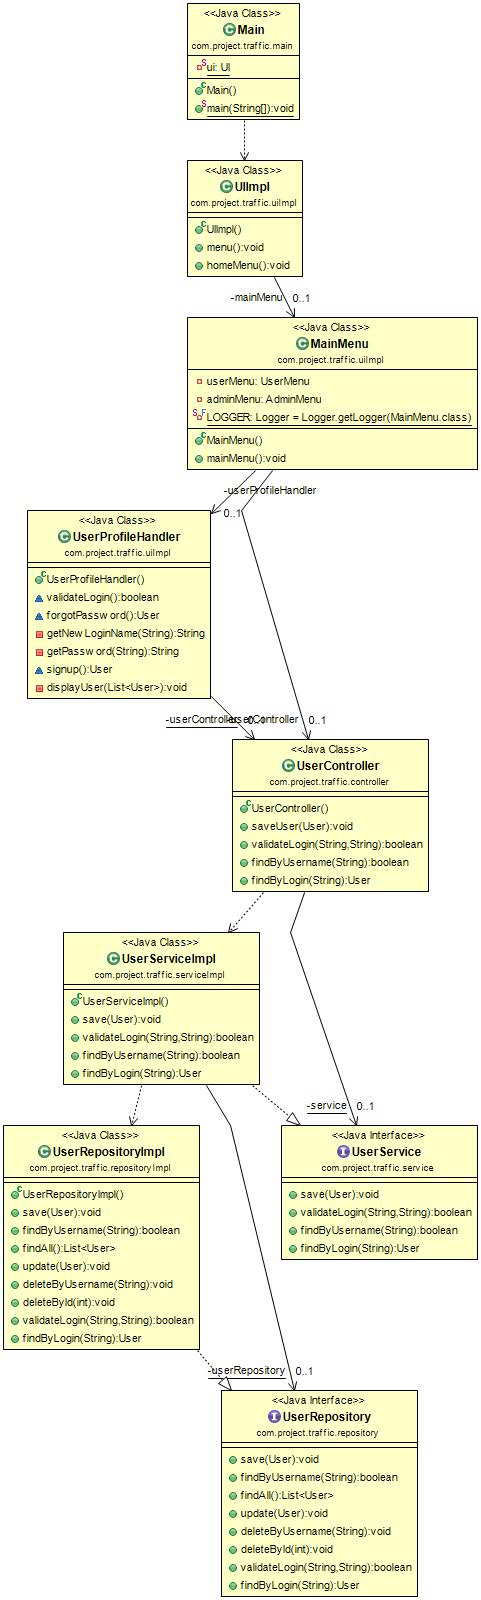 <<Java Class>>
Main
com.project.traffic.main
ui: UI
Main()
main(String[]):void
<<Java Class>>
UIImpl
com.project.traffic.uiImpl
UIImpl()
menu():void
homeMenu():void
-mainMenu 0..1
<<Java Class>>
MainMenu
com.project.traffic.uiImpl
userMenu: UserMenu
adminMenu: AdminMenu
LOGGER: Logger = Logger.getLogger(MainMenu.class)
MainMenu()
mainMenu():void
-userProfileHandler
0..1
<<Java Class>>
UserProfileHandler
com.project.traffic.uiImpl
UserProfileHandler()
validateLogin():boolean
forgotPassword():User
getNewLoginName(String):String
getPassword(String):String
signup():User
displayUser(List<User>):void
-userController 0..1
-userController 0..1
<<Java Class>>
UserController
com.project.traffic.controller
UserController()
saveUser(User):void
validateLogin(String,String):boolean
findByUsername(String):boolean
findByLogin(String):User
<<Java Class>>
UserServiceImpl
com.project.traffic.serviceImpl
UserServiceImpl()
save(User):void
validateLogin(String,String):boolean
findByUsername(String):boolean
findByLogin(String):User
-service 0..1
<<Java Class>>
UserRepositoryImpl
com.project.traffic.repositoryImpl
UserRepositoryImpl()
save(User):void
findByUsername(String):boolean
findAll():List<User>
update(User):void
deleteByUsername(String):void
deleteById(int):void
validateLogin(String,String):boolean
findByLogin(String):User
<<Java Interface>>
UserService
com.project.traffic.service
save(User):void
validateLogin(String,String):boolean
findByUsername(String):boolean
findByLogin(String):User
-userRepository 0..1
<<Java Interface>>
UserRepository
com.project.traffic.repository
save(User):void
findByUsername(String):boolean
findAll():List<User>
update(User):void
deleteByUsername(String):void
deleteById(int):void
validateLogin(String,String):boolean
findByLogin(String):User